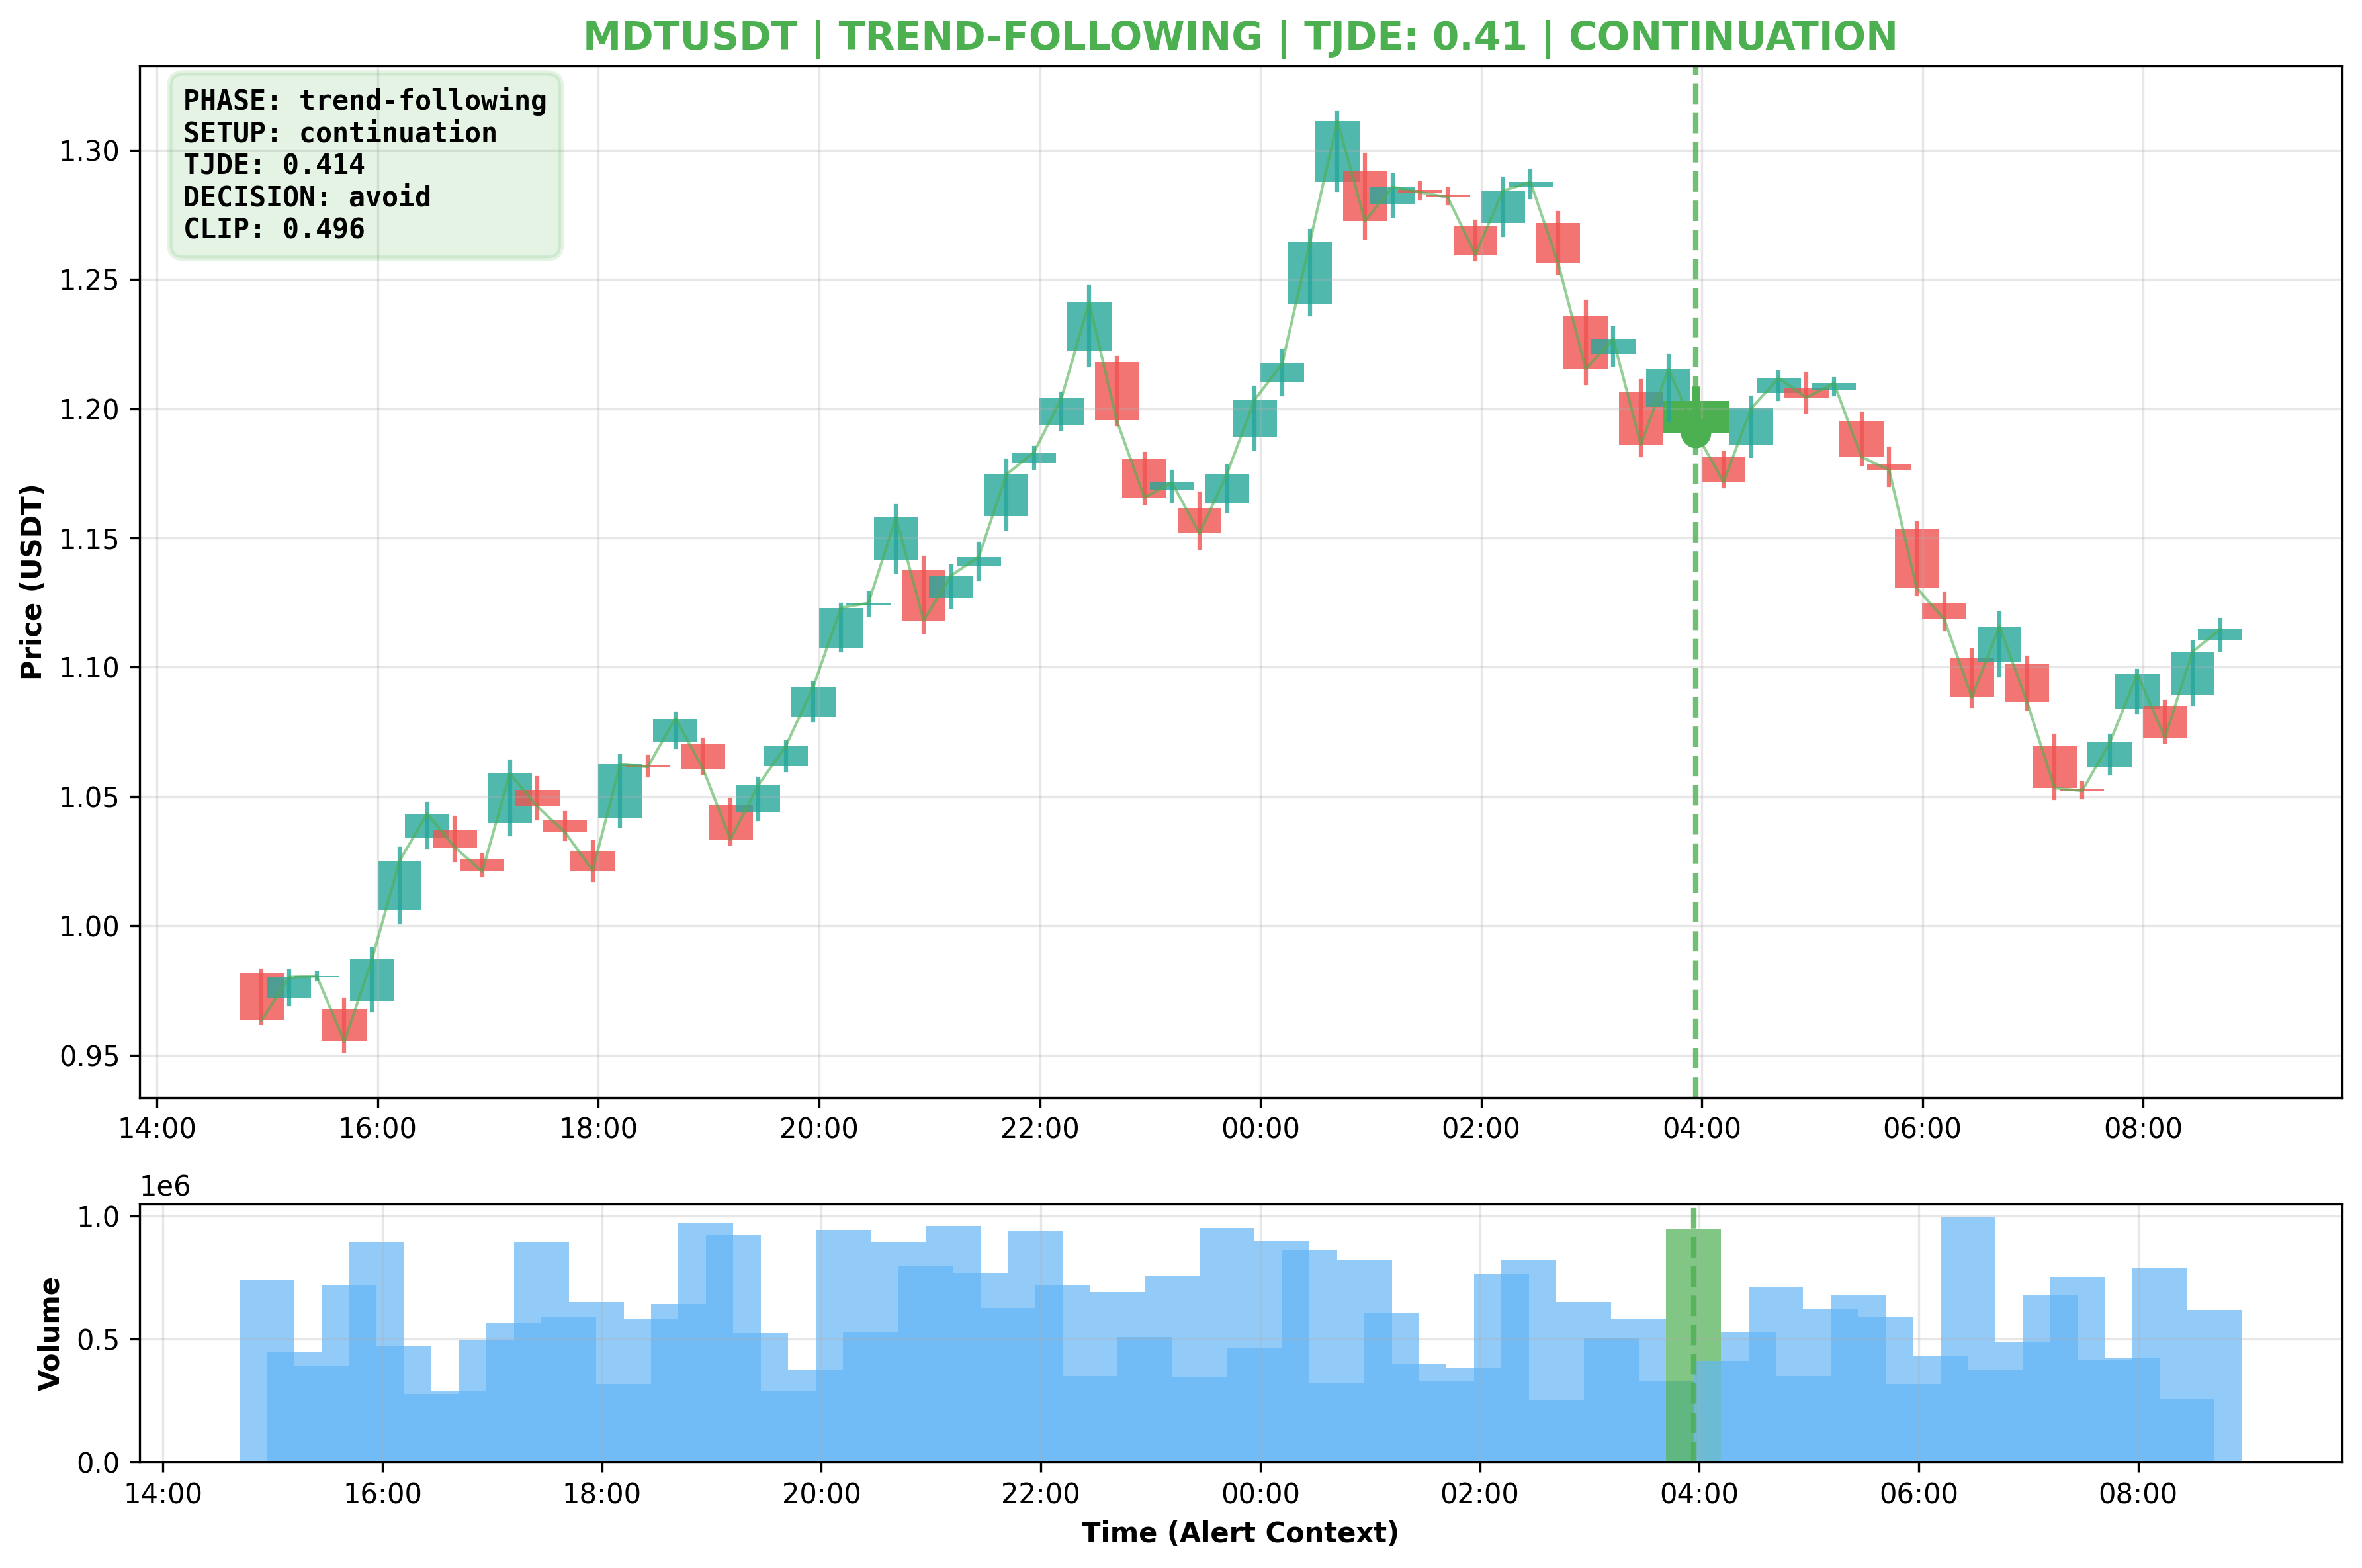 MDTUSDT | TREND-FOLLOWING | TJDE: 0.41 | CONTINUATION
PHASE: trend-following
SETUP: continuation
TJDE: 0.414
DECISION: avoid
CLIP: 0.496
Price (USDT)
1.30
1.25
1.20
1.15
1.10
1.05
1.00
0.95
14:00 16:00 18:00 20:00 22:00 00:00 02:00 04:00 06:00 08:00
1e6
Volume
1.0
0.5
0.0
14:00 16:00 18:00 20:00 22:00 00:00 02:00 04:00 06:00 08:00
Time (Alert Context)